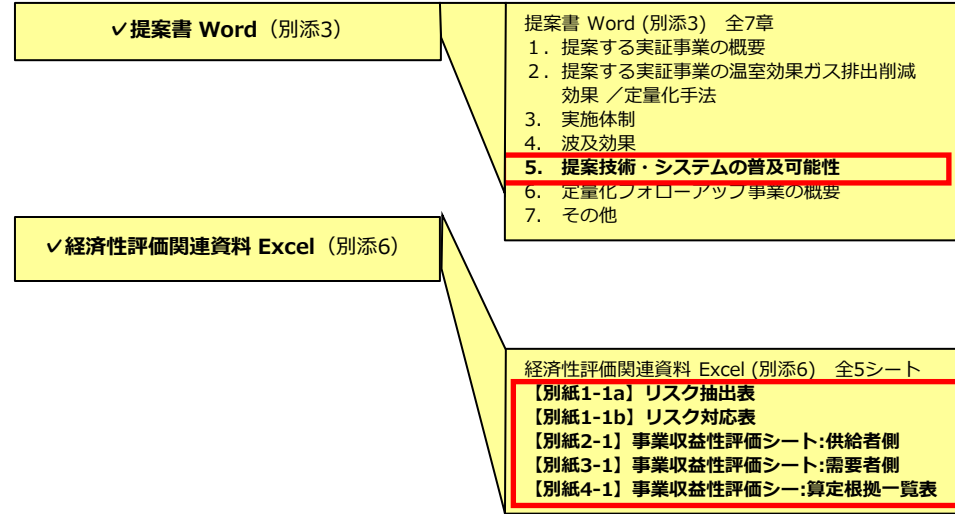 ✓提案書 Word（別添3）
提案書 Word (別添3)　全7章
１．提案する実証事業の概要
２．提案する実証事業の温室効果ガス排出削減
効果 ／定量化手法
3.　実施体制
4.　波及効果
5.　提案技術・システムの普及可能性
6.　定量化フォローアップ事業の概要
7.　その他
✓経済性評価関連資料 Excel（別添6）
経済性評価関連資料 Excel (別添6)　全5シート
【別紙1-1a】リスク抽出表
【別紙1-1b】リスク対応表
【別紙2-1】事業収益性評価シート:供給者側
【別紙3-1】事業収益性評価シート:需要者側
【別紙4-1】事業収益性評価シー:算定根拠一覧表